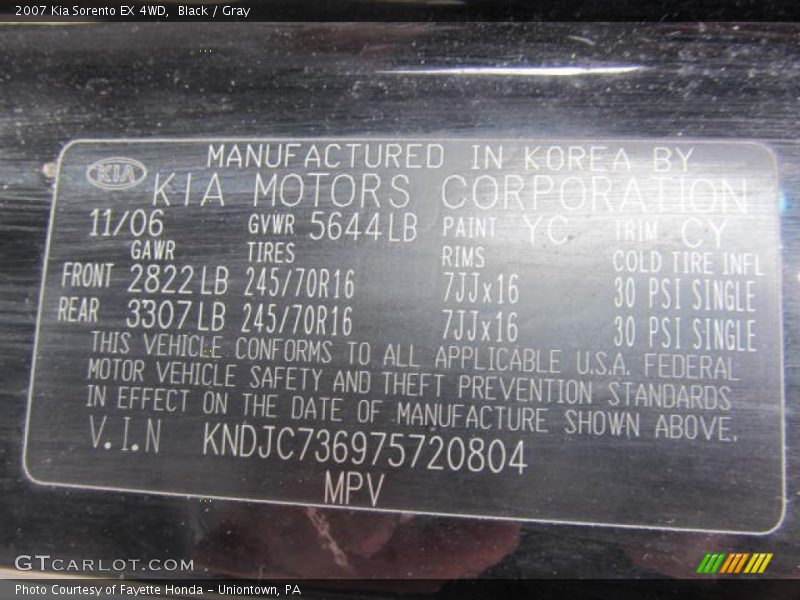 2007 Kia Sorento EX 4WD, Black / Gray
MANUFACTURED IN KOREA BY
KIA KIA MOTORS CORPORATION
11/06 GVWR 5644LB PAINT YC TRIM CY
GAWR TIRES RIMS COLD TIRE INFL
FRONT 2822 LB 245/70R16 7JJx16 30 PSI SINGLE
REAR 3307 LB 245/70R16 7JJx16 30 PSI SINGLE
THIS VEHICLE CONFORMS TO ALL APPLICABLE U.S.A. FEDERAL
MOTOR VEHICLE SAFETY AND THEFT PREVENTION STANDARDS
IN EFFECT ON THE DATE OF MANUFACTURE SHOWN ABOVE.
V.I.N KNDJC736975720804
MPV
GTCARLOT.COM
Photo Courtesy of Fayette Honda - Uniontown, PA